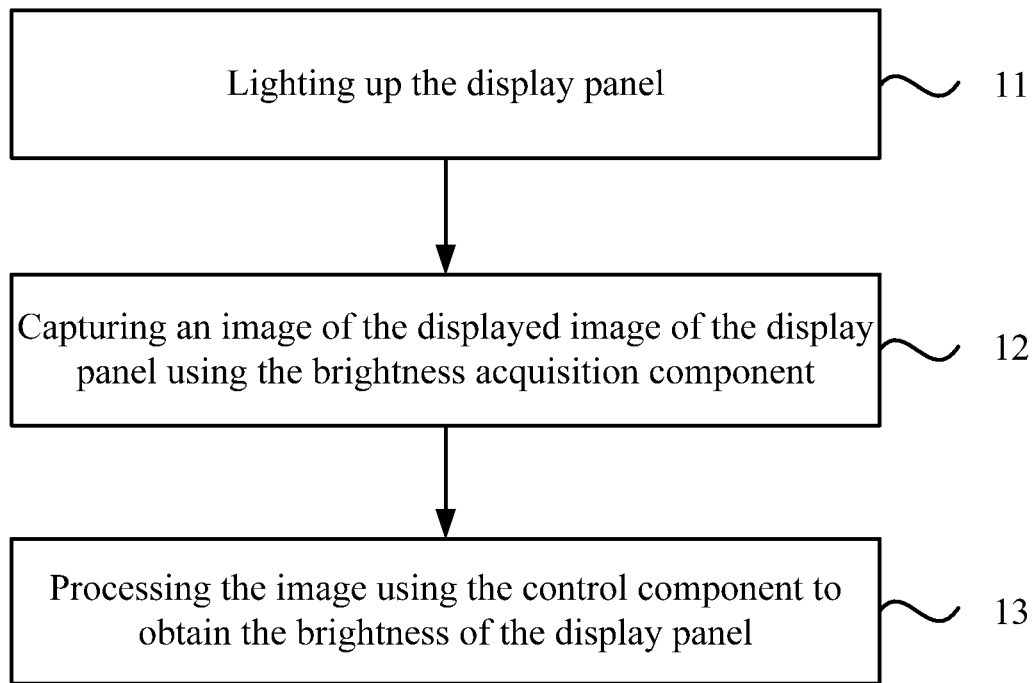 Lighting up the display panel
11
Capturing an image of the displayed image of the display
panel using the brightness acquisition component
12
Processing the image using the control component to
obtain the brightness of the display panel
13